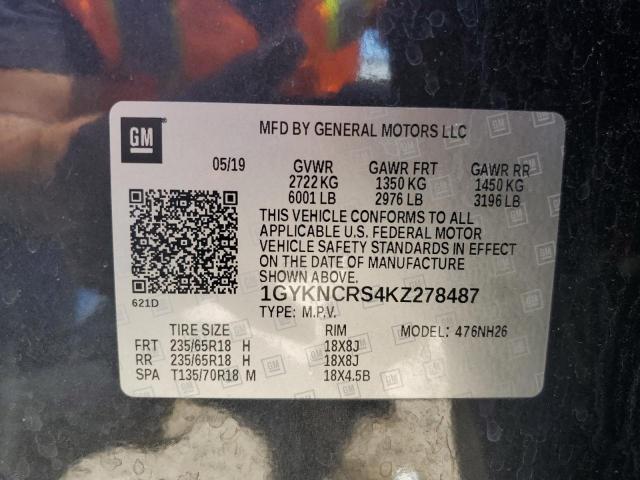 GM
MFD BY GENERAL MOTORS LLC
05/19 GVWR GAWR FRT GAWR RR
2722 KG 1350 KG 1450 KG
6001 LB 2976 LB 3196 LB
THIS VEHICLE CONFORMS TO ALL
APPLICABLE U.S. FEDERAL MOTOR
VEHICLE SAFETY STANDARDS IN EFFECT
ON THE DATE OF MANUFACTURE
SHOWN ABOVE.
1GYKNCRS4KZ278487
621D
TYPE: M.P.V.
TIRE SIZE RIM MODEL: 476NH26
FRT 235/65R18 H 18X8J
RR 235/65R18 H 18X8J
SPA T135/70R18 M 18X4.5B